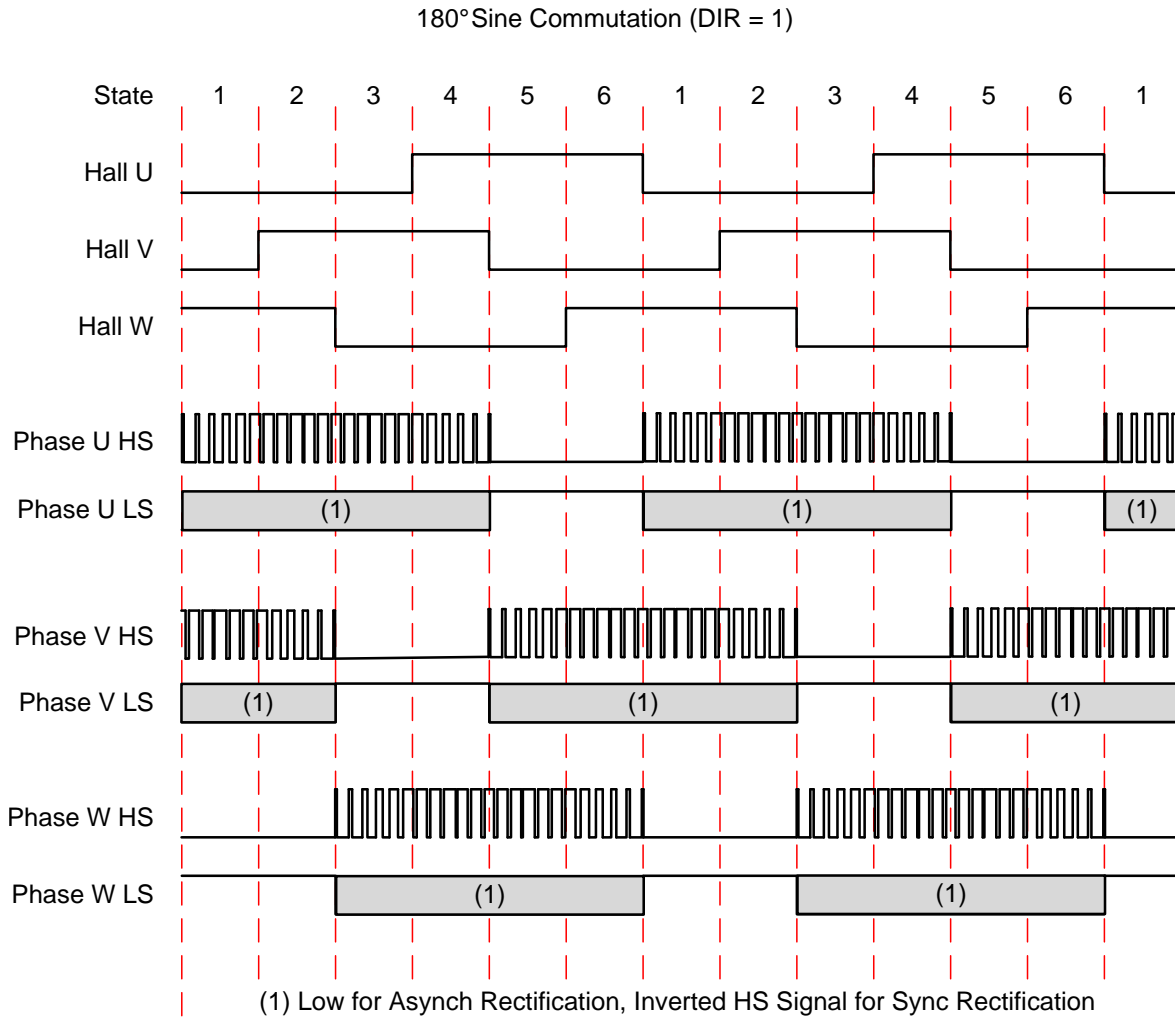 180° Sine Commutation (DIR = 1)
State 1 2 3 4 5 6 1 2 3 4 5 6 1
Hall U
Hall V
Hall W
Phase U HS
Phase U LS (1) (1) (1)
Phase V HS
Phase V LS (1) (1) (1)
Phase W HS
Phase W LS (1) (1)
(1) Low for Asynch Rectification, Inverted HS Signal for Sync Rectification